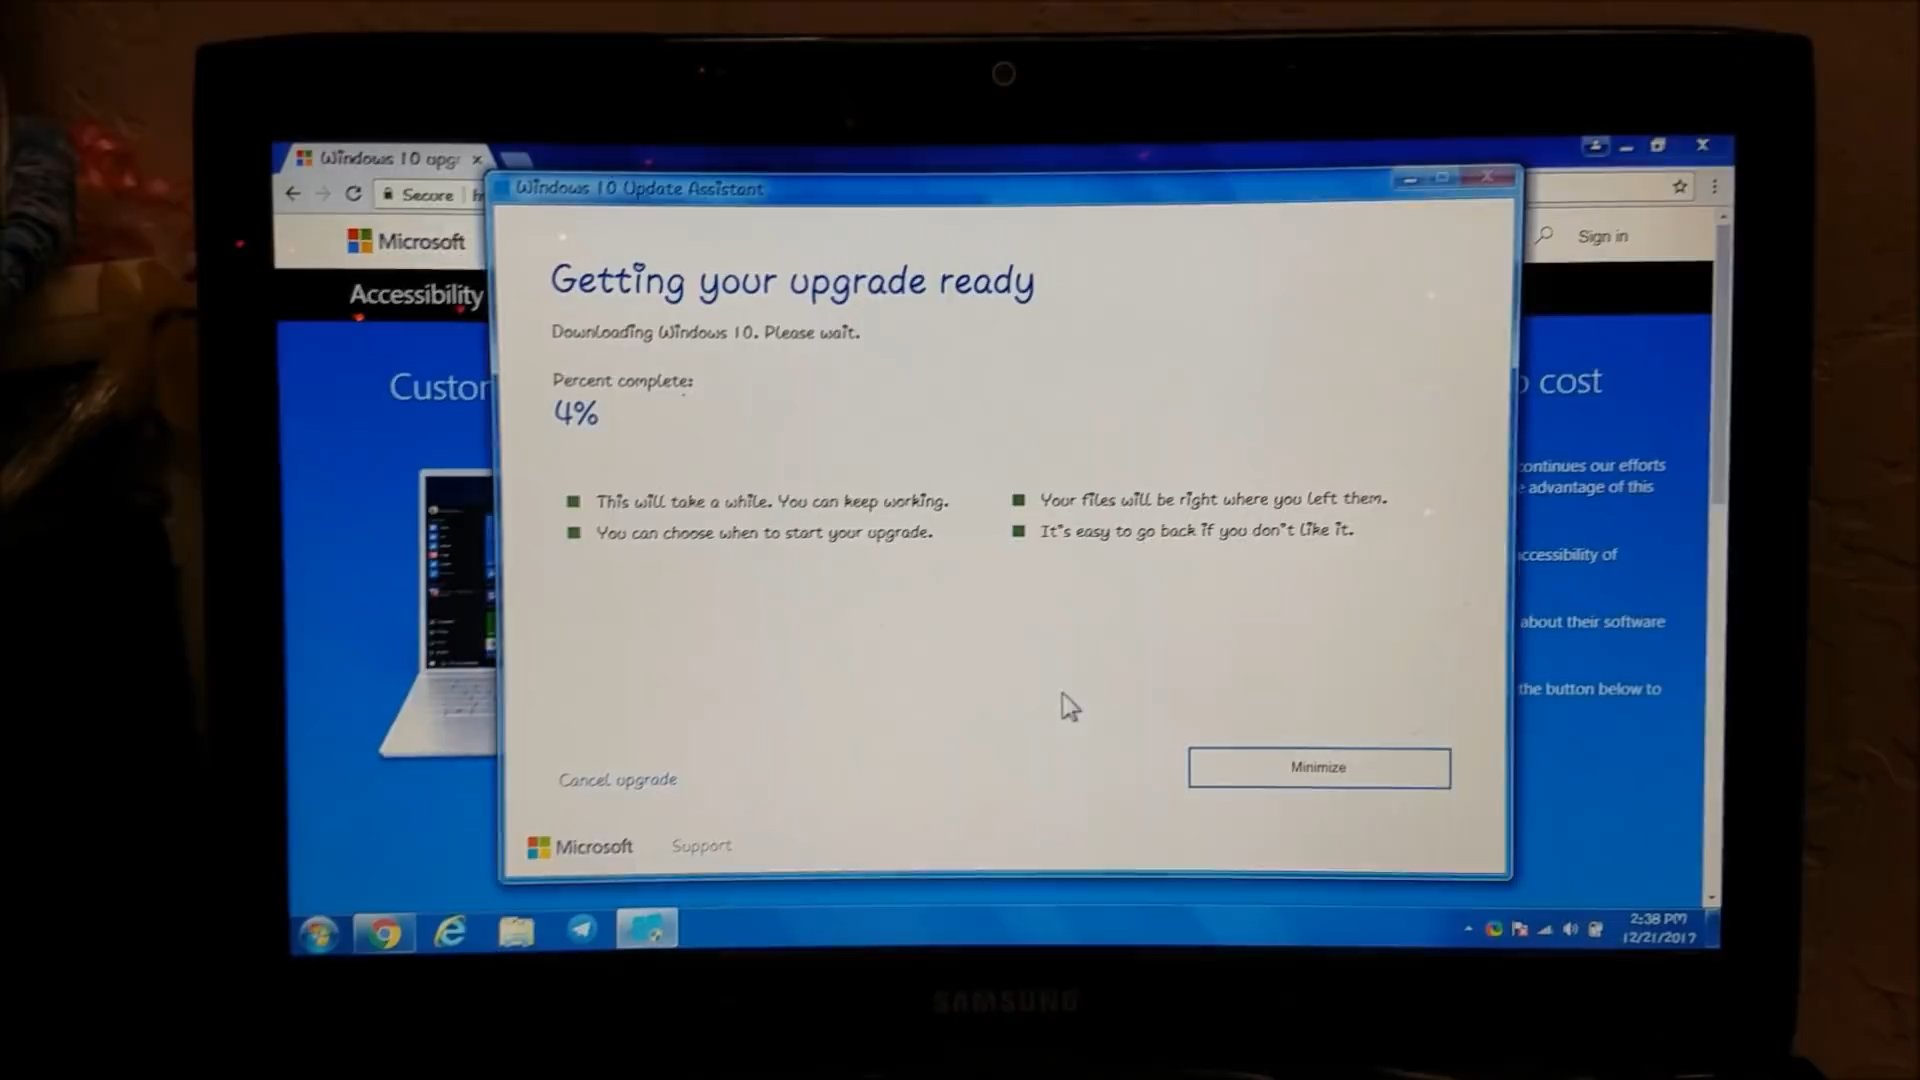 Windows 10 upgr
Windows 10 Update Assistant
Secure
Microsoft
Sign in
Accessibility
Getting your upgrade ready
Downloading Windows 10. Please wait.
Percent complete:
4%
cost
continues our efforts
advantage of this
This will take a while. You can keep working.
Your files will be right where you left them.
You can choose when to start your upgrade.
It's easy to go back if you don't like it.
accessibility of
about their software
the button below to
Minimize
Cancel upgrade
Microsoft
Support
2:38 PM
12/21/2017
SAMSUNG